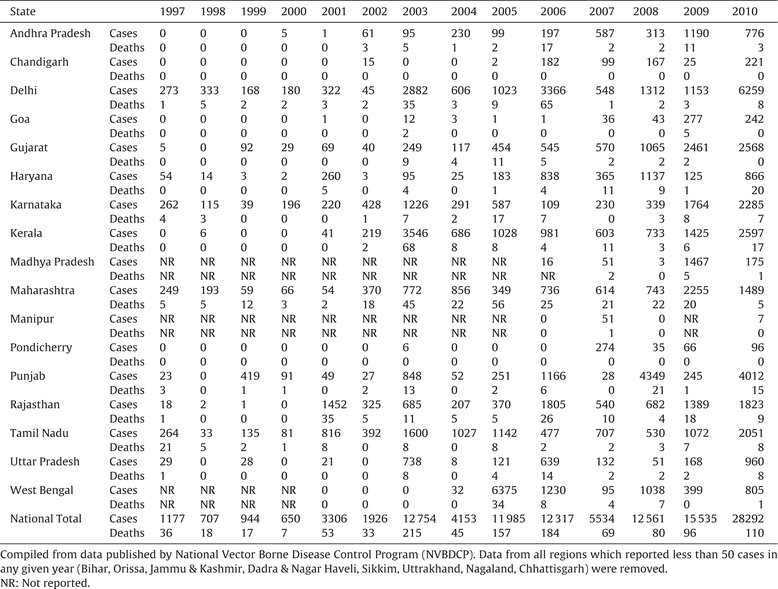 State 1997 1998 1999 2000 2001 2002 2003 2004 2005 2006 2007 2008 2009 2010
Andhra Pradesh Cases 0 0 0 5 1 61 95 230 99 197 587 313 1190 776
Deaths 0 0 0 0 0 3 5 1 2 17 2 2 11 3
Chandigarh Cases 0 0 0 0 0 15 0 0 2 182 99 167 25 221
Deaths 0 0 0 0 0 0 0 0 0 0 0 0 0 0
Delhi Cases 273 333 168 180 322 45 2882 606 1023 3366 548 1312 1153 6259
Deaths 1 5 2 2 3 2 35 3 9 65 1 2 3 8
Goa Cases 0 0 0 0 1 0 12 3 1 1 36 43 277 242
Deaths 0 0 0 0 0 0 2 0 0 0 0 0 5 0
Gujarat Cases 5 0 92 29 69 40 249 117 454 545 570 1065 2461 2568
Deaths 0 0 0 0 0 0 9 4 11 5 2 2 2 0
Haryana Cases 54 14 3 2 260 3 95 25 183 838 365 1137 125 866
Deaths 0 0 0 0 5 0 4 0 1 4 11 9 1 20
Karnataka Cases 262 115 39 196 220 428 1226 291 587 109 230 339 1764 2285
Deaths 4 3 0 0 0 1 7 2 17 7 0 3 8 7
Kerala Cases 0 6 0 0 41 219 3546 686 1028 981 603 733 1425 2597
Deaths 0 0 0 0 0 2 68 8 8 4 11 3 6 17
Madhya Pradesh Cases NR NR NR NR NR NR NR NR NR 16 51 3 1467 175
Deaths NR NR NR NR NR NR NR NR NR NR 2 0 5 1
Maharashtra Cases 249 193 59 66 54 370 772 856 349 736 614 743 2255 1489
Deaths 5 5 12 3 2 18 45 22 56 25 21 22 20 5
Manipur Cases NR NR NR NR NR NR NR NR NR 0 51 0 NR 7
Deaths NR NR NR NR NR NR NR NR NR 0 1 0 NR 0
Pondicherry Cases 0 0 0 0 0 0 6 0 0 0 274 35 66 96
Deaths 0 0 0 0 0 0 0 0 0 0 0 0 0 0
Punjab Cases 23 0 419 91 49 27 848 52 251 1166 28 4349 245 4012
Deaths 3 0 1 1 0 2 13 0 2 6 0 21 1 15
Rajasthan Cases 18 2 1 0 1452 325 685 207 370 1805 540 682 1389 1823
Deaths 1 0 0 0 35 5 11 5 5 26 10 4 18 9
Tamil Nadu Cases 264 33 135 81 816 392 1600 1027 1142 477 707 530 1072 2051
Deaths 21 5 2 1 8 0 8 0 8 2 2 3 7 8
Uttar Pradesh Cases 29 0 28 0 21 0 738 8 121 639 132 51 168 960
Deaths 1 0 0 0 0 0 8 0 4 14 2 2 2 8
West Bengal Cases NR NR NR NR 0 0 0 32 6375 1230 95 1038 399 805
Deaths NR NR NR NR 0 0 0 0 34 8 4 7 0 1
National Total Cases 1177 707 944 650 3306 1926 12 754 4153 11 985 12 317 5534 12 561 15 535 28292
Deaths 36 18 17 7 53 33 215 45 157 184 69 80 96 110
Compiled from data published by National Vector Borne Disease Control Program (NVBDCP). Data from all regions which reported less than 50 cases in
any given year (Bihar, Orissa, Jammu & Kashmir, Dadra & Nagar Haveli, Sikkim, Uttrakhand, Nagaland, Chhattisgarh) were removed.
NR: Not reported.